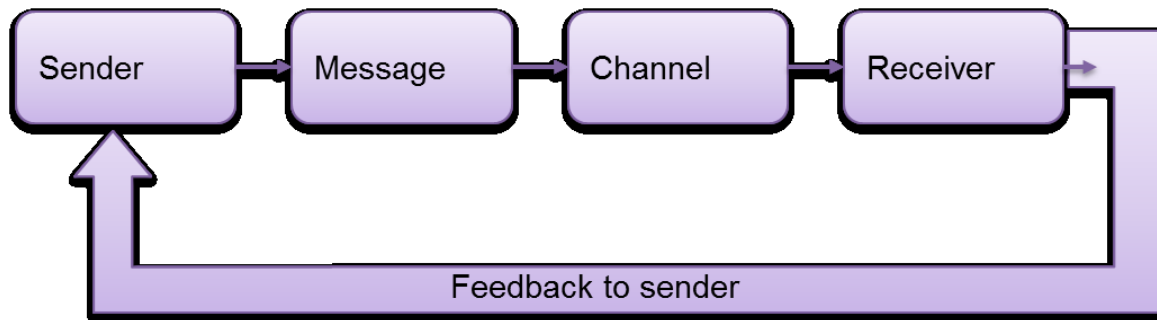 Sender
Message
Channel
Receiver
Feedback to sender